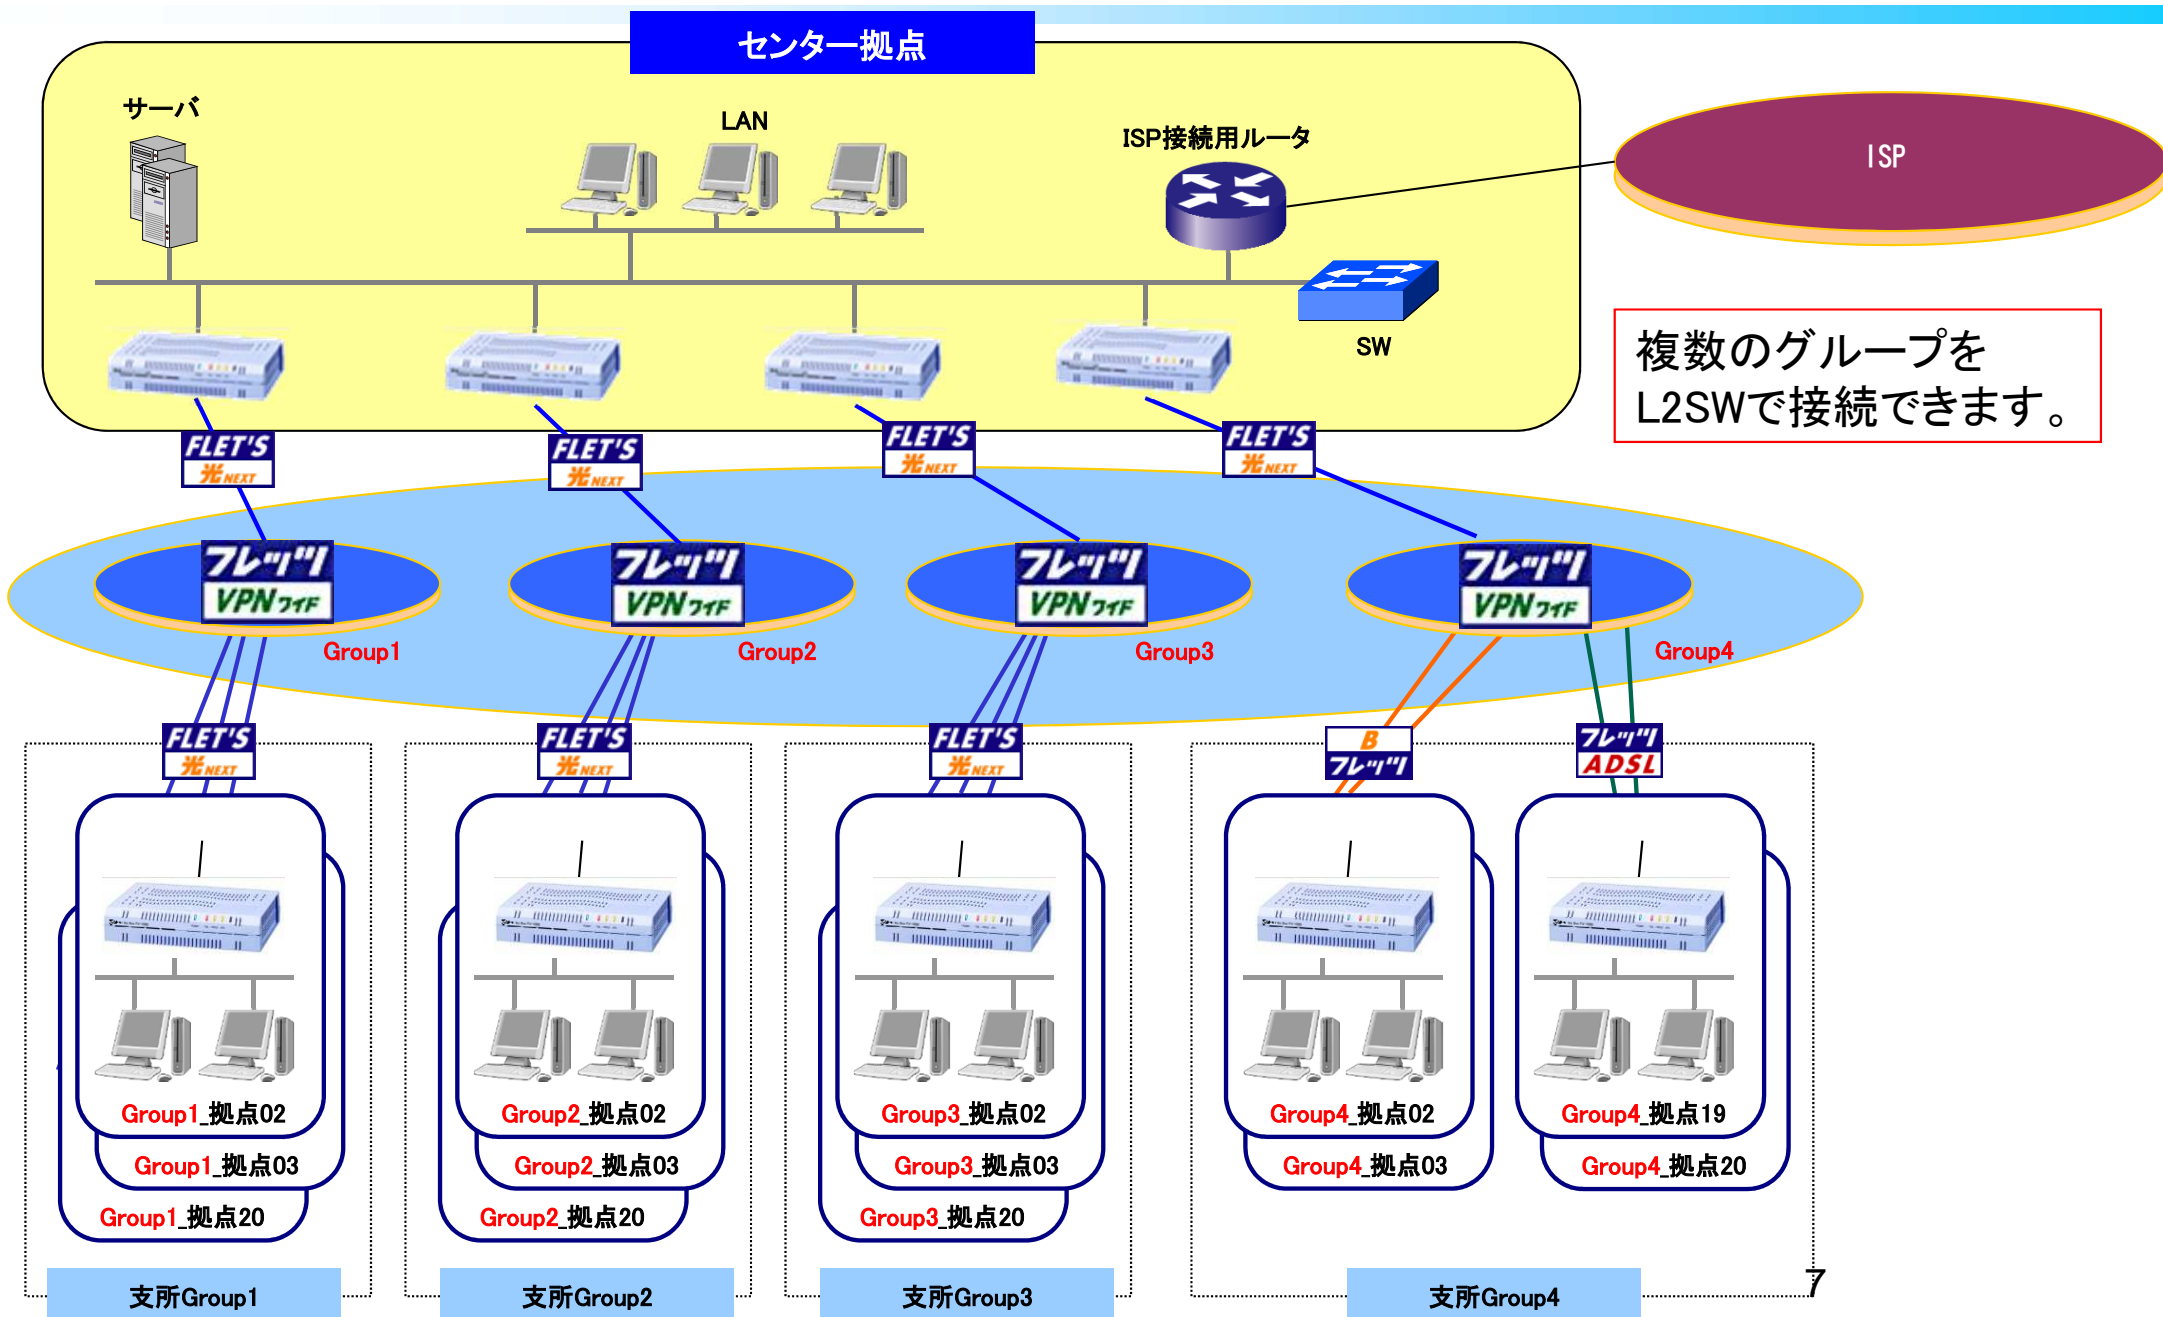 センター拠点
サーバ
LAN
ISP接続用ルータ
ISP
SW
複数のグループを
L2SWで接続できます。
FLET'S
光NEXT
FLET'S
光NEXT
FLET'S
光NEXT
FLET'S
光NEXT
フレッツ
VPNワイド
フレッツ
VPNワイド
フレッツ
VPNワイド
フレッツ
VPNワイド
Group1
Group2
Group3
Group4
FLET'S
光NEXT
FLET'S
光NEXT
FLET'S
光NEXT
B
フレッツ
フレッツ
ADSL
Group1_拠点02
Group1_拠点03
Group1_拠点20
Group2_拠点02
Group2_拠点03
Group2_拠点20
Group3_拠点02
Group3_拠点03
Group3_拠点20
Group4_拠点02
Group4_拠点03
Group4_拠点19
Group4_拠点20
支所Group1
支所Group2
支所Group3
支所Group4
7